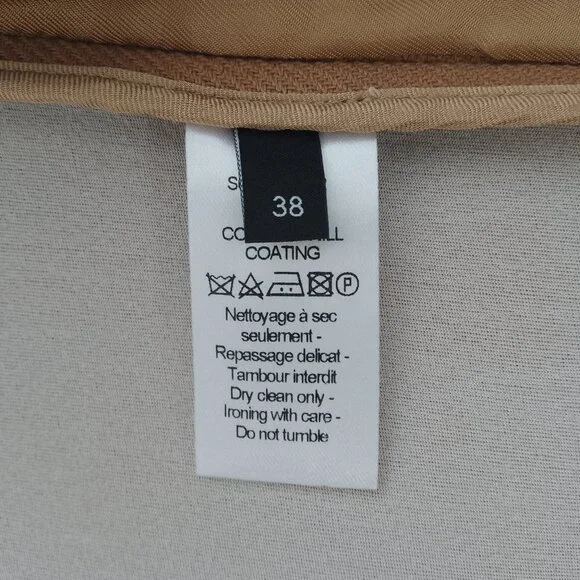 38
COATING
P
Nettoyage à sec
seulement -
Repassage delicat -
Tambour interdit
Dry clean only -
Ironing with care -
Do not tumble